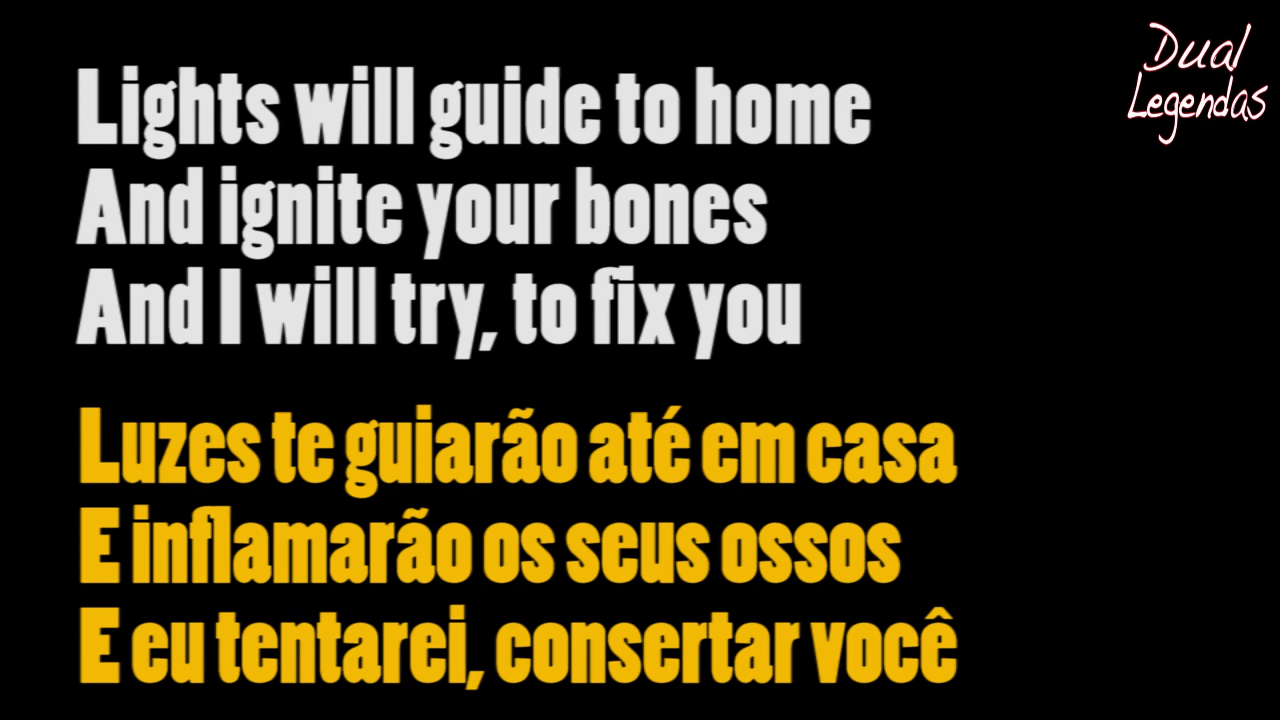 Dual
Legendas
Lights will guide to home
And ignite your bones
And I will try, to fix you
Luzes te guiarão até em casa
E inflamarão os seus ossos
E eu tentarei, consertar você